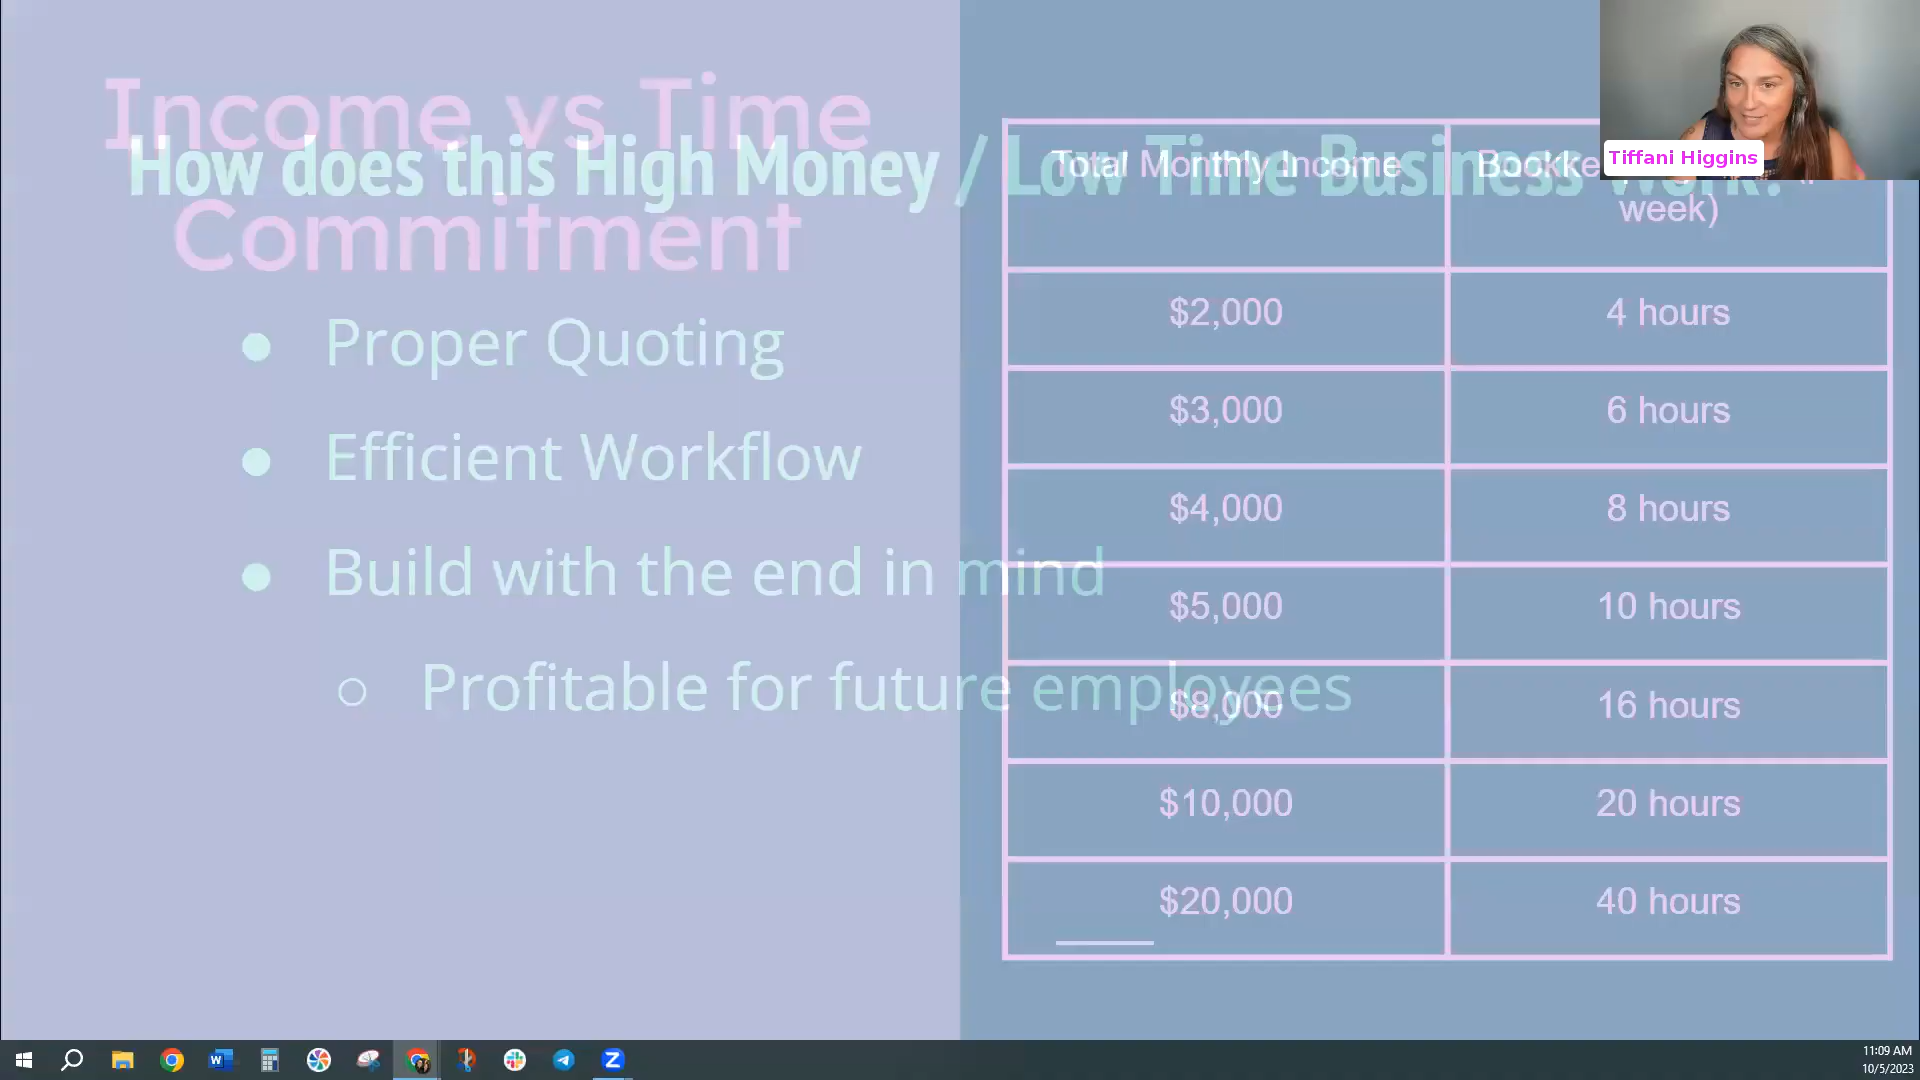 Income vs Time
Commitment
How does this High Money / Low Time Business Work?
Proper Quoting
Efficient Workflow
Build with the end in mind
Profitable for future employees
Total Monthly Income
week)
$2,000 4 hours
$3,000 6 hours
$4,000 8 hours
$5,000 10 hours
$8,000 16 hours
$10,000 20 hours
$20,000 40 hours
Tiffani Higgins
11:09 AM
10/5/2023